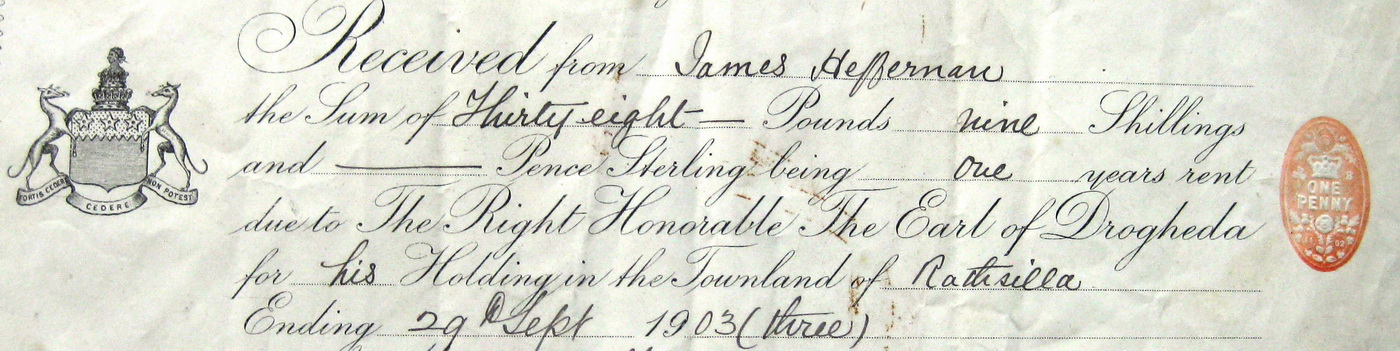 Received from James Heffernan
the Sum of Thirty eight — Pounds nine Shillings
and — Pence Sterling being one years rent
due to The Right Honorable The Earl of Drogheda
for his Holding in the Townland of Rathsilla
Ending 29th Sept 1903 (three)
FORTIS CEDERE CEDERE NON POTEST
ONE
PENNY